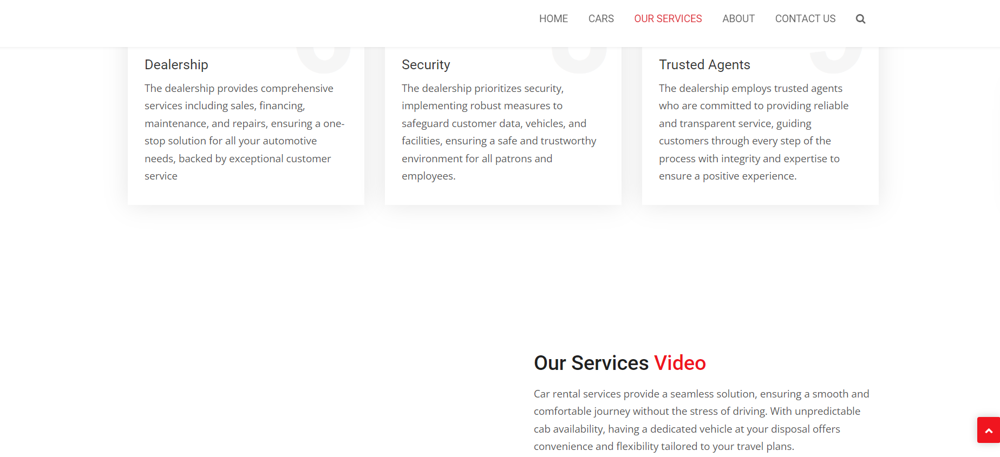 HOME CARS OUR SERVICES ABOUT CONTACT US
Dealership
The dealership provides comprehensive
services including sales, financing,
maintenance, and repairs, ensuring a one-
stop solution for all your automotive
needs, backed by exceptional customer
service
Security
The dealership prioritizes security,
implementing robust measures to
safeguard customer data, vehicles, and
facilities, ensuring a safe and trustworthy
environment for all patrons and
employees.
Trusted Agents
The dealership employs trusted agents
who are committed to providing reliable
and transparent service, guiding
customers through every step of the
process with integrity and expertise to
ensure a positive experience.
Our Services Video
Car rental services provide a seamless solution, ensuring a smooth and
comfortable journey without the stress of driving. With unpredictable
cab availability, having a dedicated vehicle at your disposal offers
convenience and flexibility tailored to your travel plans.